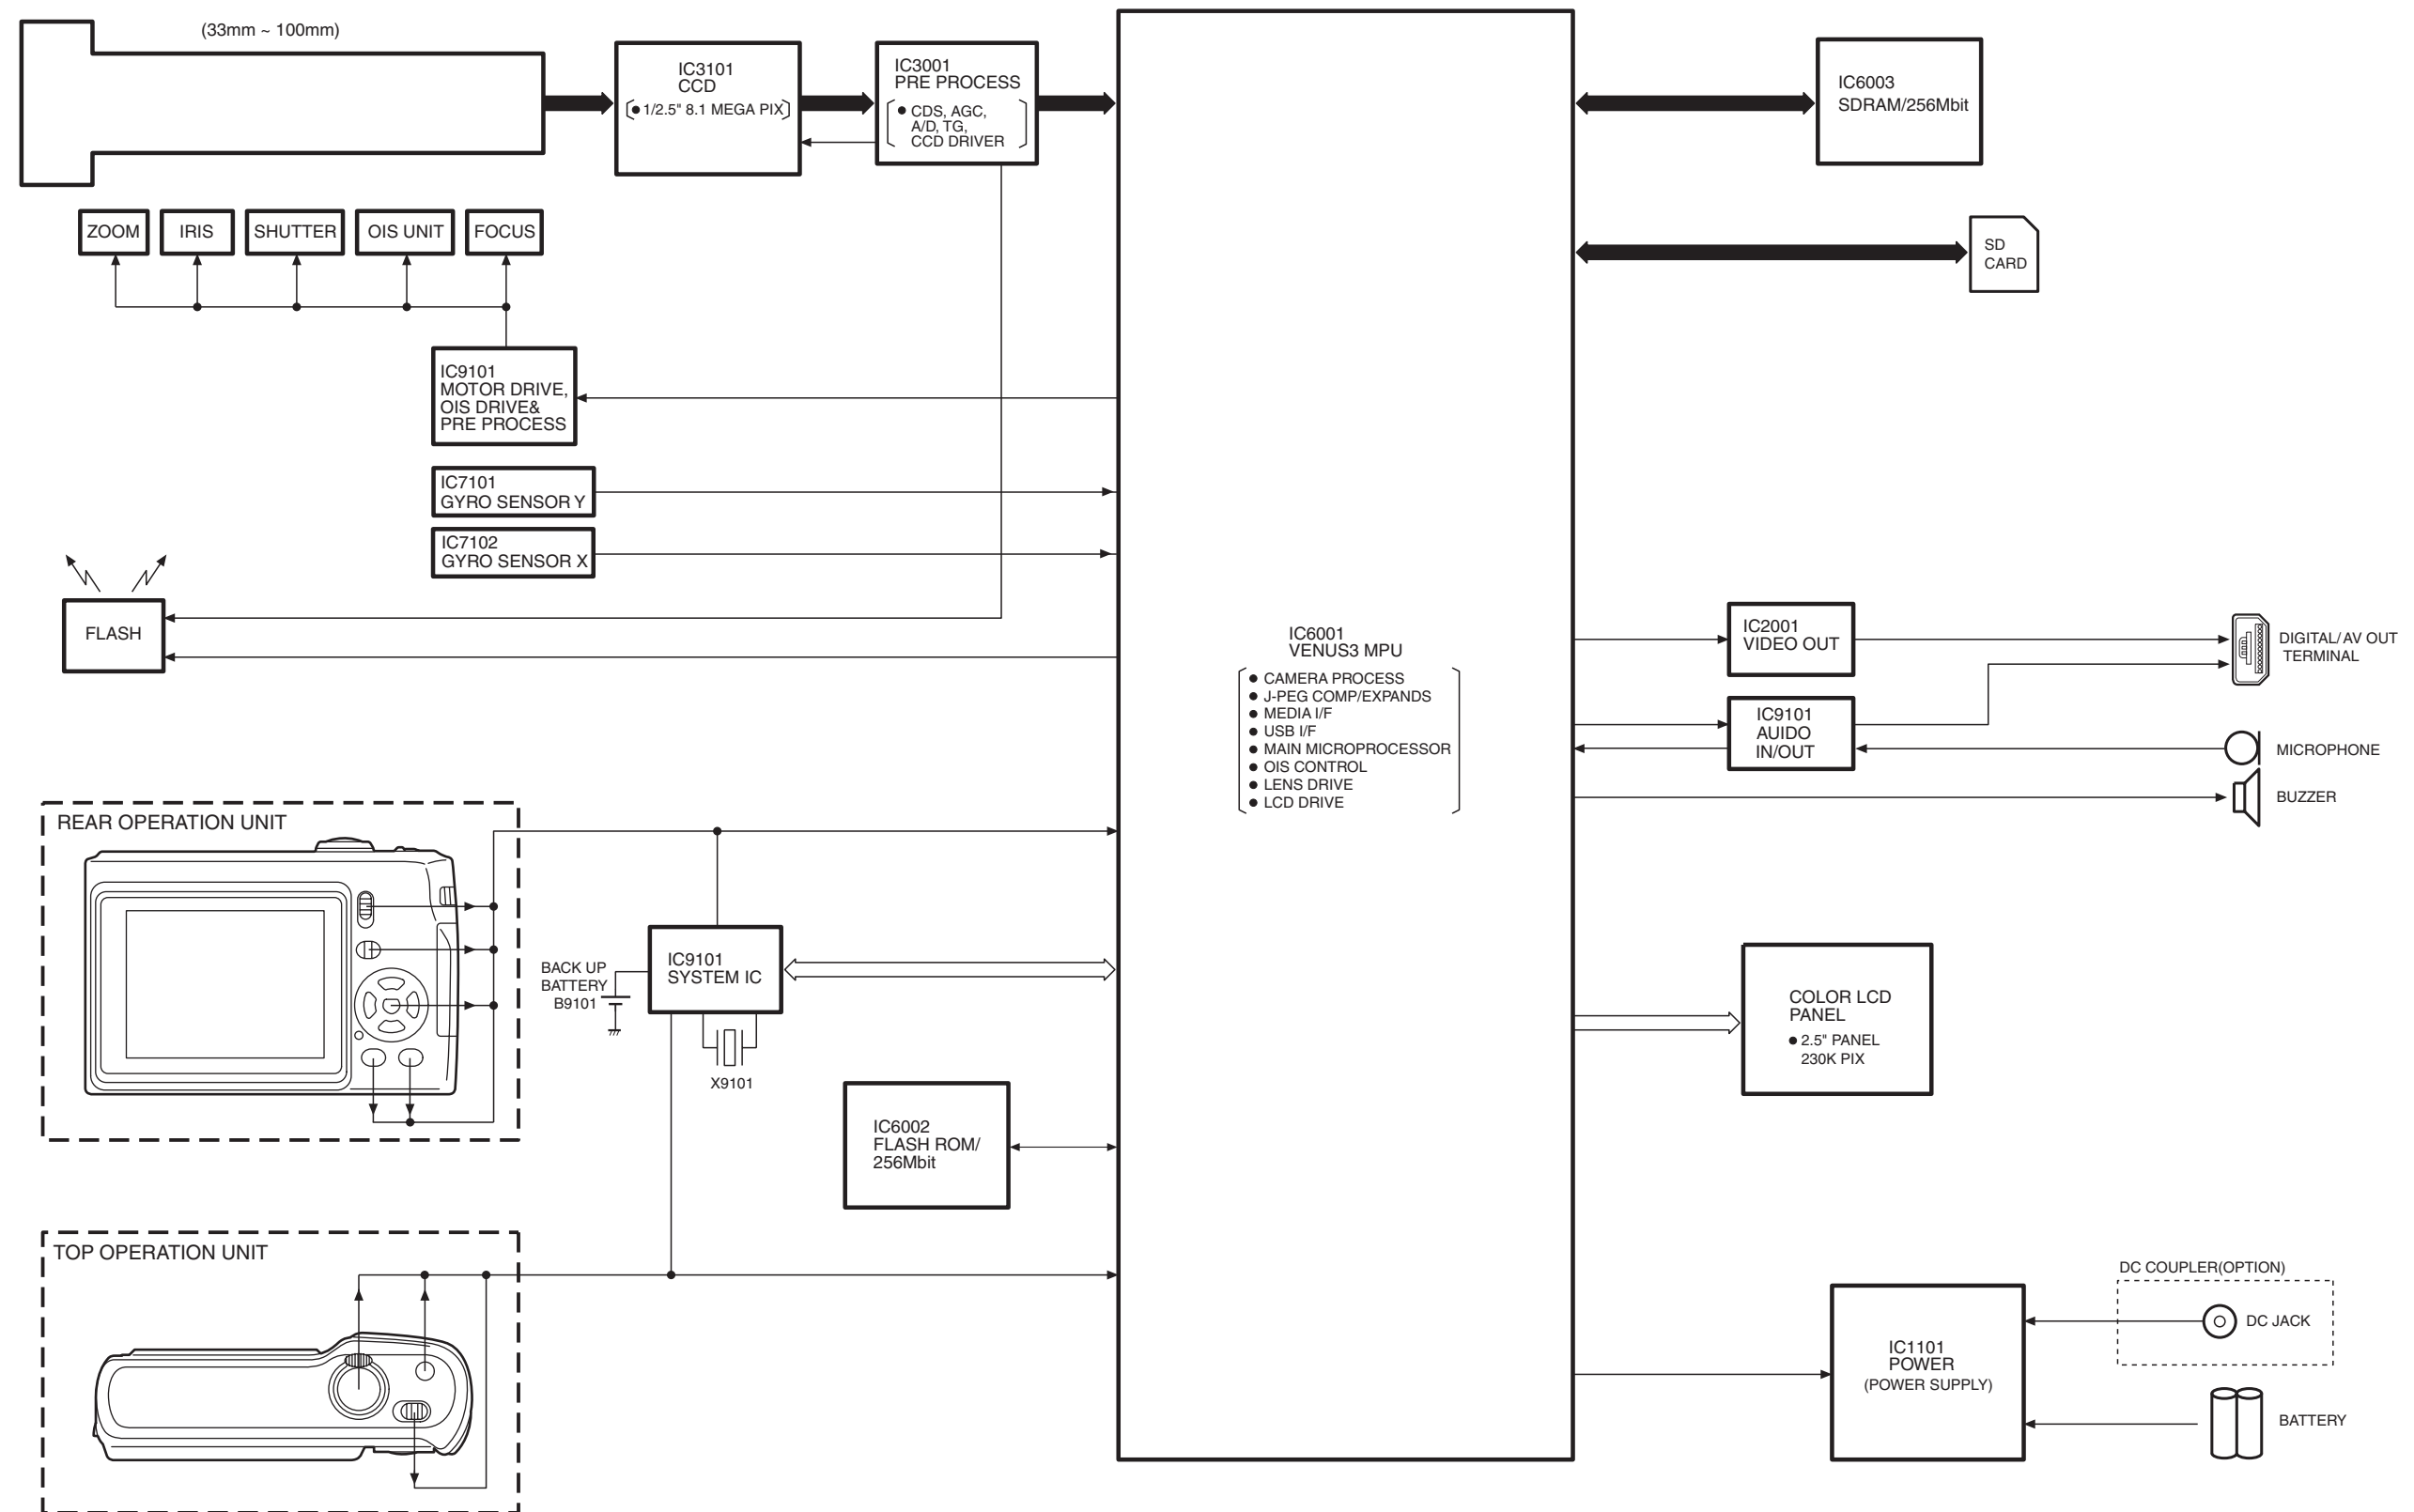 (33mm ~ 100mm)
IC3101
CCD
● 1/2.5" 8.1 MEGA PIX
IC3001
PRE PROCESS
● CDS, AGC,
A/D, TG,
CCD DRIVER
IC6003
SDRAM/256Mbit
ZOOM
IRIS
SHUTTER
OIS UNIT
FOCUS
SD
CARD
IC9101
MOTOR DRIVE,
OIS DRIVE&
PRE PROCESS
IC7101
GYRO SENSOR Y
IC7102
GYRO SENSOR X
FLASH
IC6001
VENUS3 MPU
● CAMERA PROCESS
● J-PEG COMP/EXPANDS
● MEDIA I/F
● USB I/F
● MAIN MICROPROCESSOR
● OIS CONTROL
● LENS DRIVE
● LCD DRIVE
IC2001
VIDEO OUT
DIGITAL/AV OUT
TERMINAL
IC9101
AUIDO
IN/OUT
MICROPHONE
BUZZER
REAR OPERATION UNIT
BACK UP
BATTERY
B9101
IC9101
SYSTEM IC
X9101
COLOR LCD
PANEL
● 2.5" PANEL
230K PIX
IC6002
FLASH ROM/
256Mbit
TOP OPERATION UNIT
DC COUPLER(OPTION)
DC JACK
IC1101
POWER
(POWER SUPPLY)
BATTERY